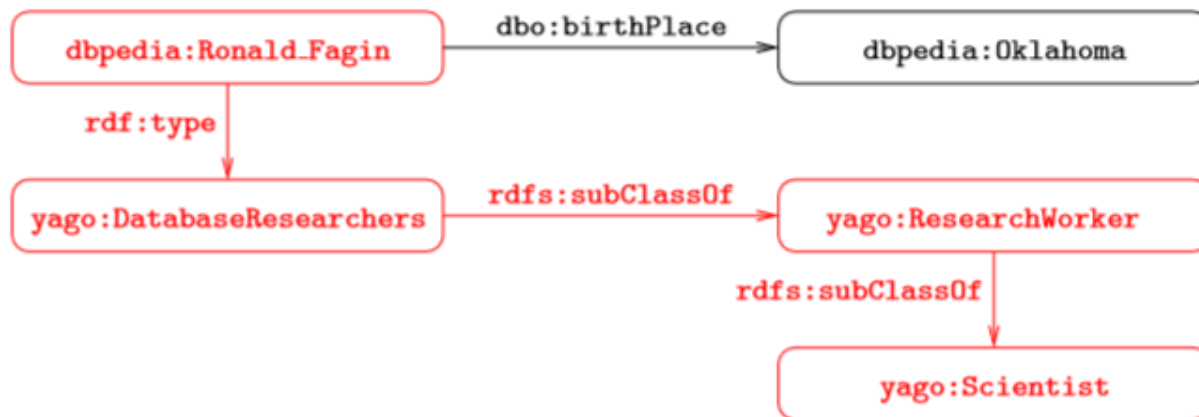 dbo:birthPlace
dbpedia:Ronald_Fagin
dbpedia:Oklahoma
rdf:type
rdfs:subClassOf
yago:DatabaseResearchers
yago:ResearchWorker
rdfs:subClassOf
yago:Scientist